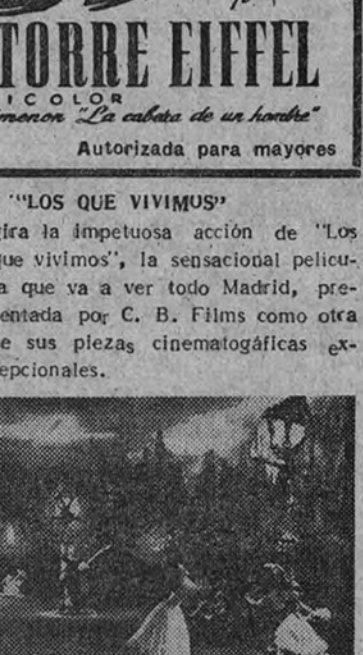 TORRE EIFFEL
ICOLOR
menon "La cabeza de un hombre"
Autorizada para mayores
"“LOS QUE VIVIMUS”
ira la impetuosa acción de "Los
ue vivimos", la sensacional pelicu-
a que va a ver todo Madrid, pre-
entada por C. B. Films como otra
e sus piezas cinematogáficas ex-
epcionales.